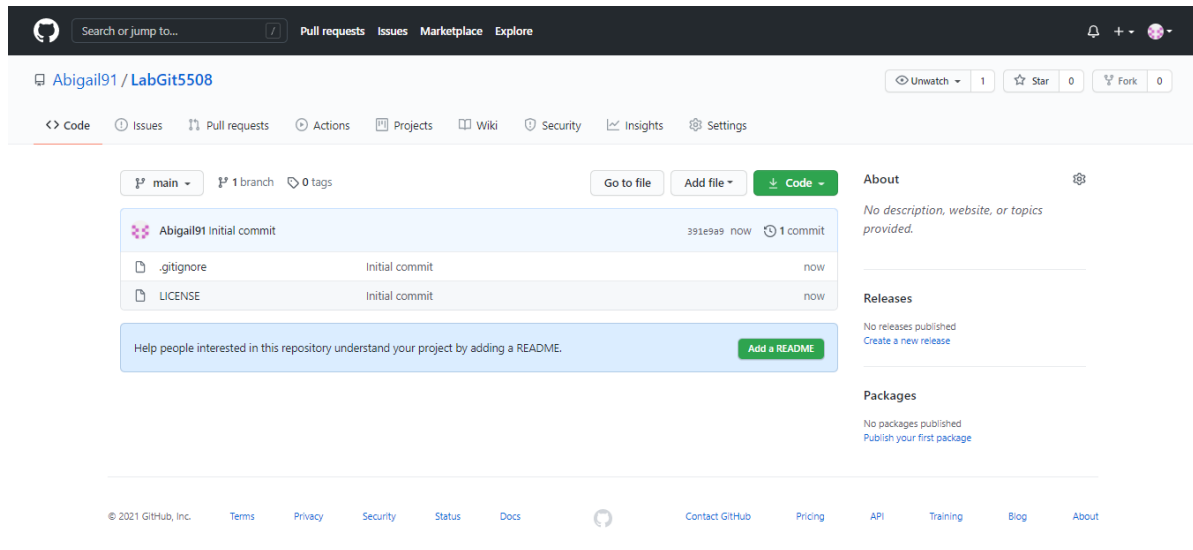 Search or jump to... / Pull requests Issues Marketplace Explore
Abigail91 / LabGit5508 Unwatch 1 Star 0 Fork 0
Code Issues Pull requests Actions Projects Wiki Security Insights Settings
main 1 branch 0 tags Go to file Add file Code
Abigail91 Initial commit 391e9a9 now 1 commit
.gitignore Initial commit now
LICENSE Initial commit now
Help people interested in this repository understand your project by adding a README. Add a README
About
No description, website, or topics
provided.
Releases
No releases published
Create a new release
Packages
No packages published
Publish your first package
© 2021 GitHub, Inc. Terms Privacy Security Status Docs Contact GitHub Pricing API Training Blog About